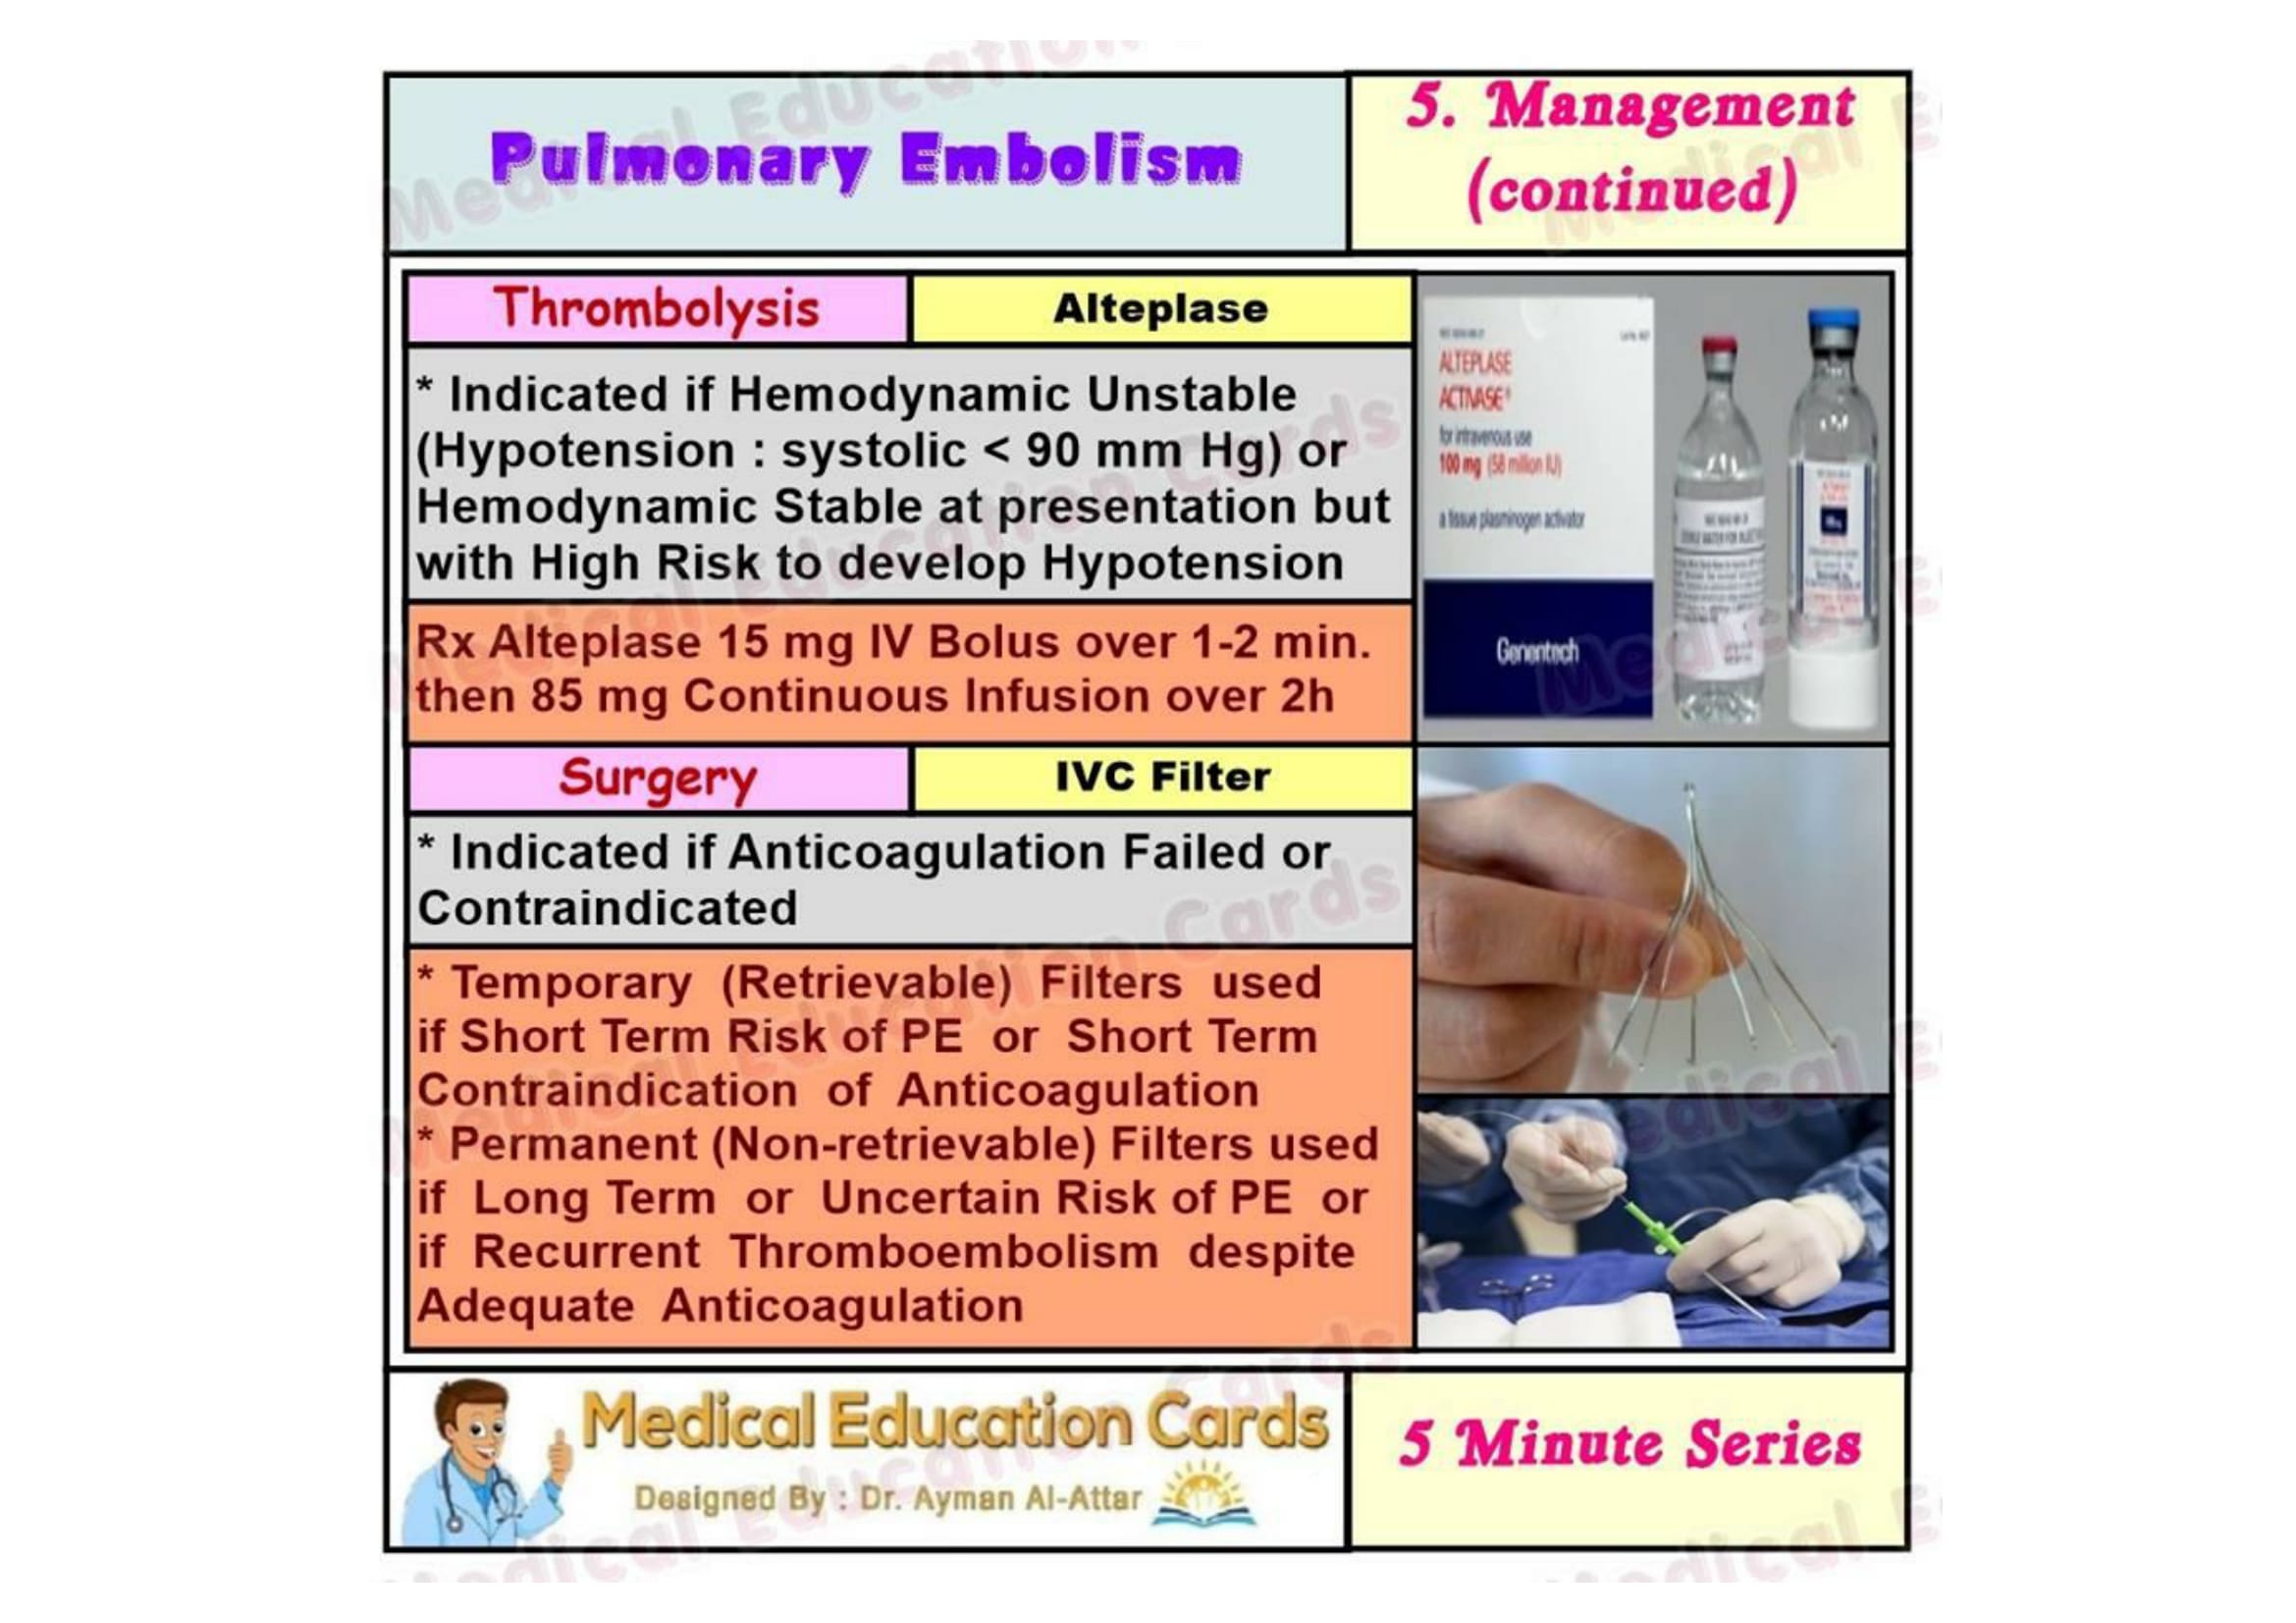 Pulmonary Embolism
5. Management
(continued)
Thrombolysis
Alteplase
* Indicated if Hemodynamic Unstable
(Hypotension : systolic < 90 mm Hg) or
Hemodynamic Stable at presentation but
with High Risk to develop Hypotension
Rx Alteplase 15 mg IV Bolus over 1-2 min.
then 85 mg Continuous Infusion over 2h
ALTEPLASE
ACTIVASE®
for intravenous use
100 mg (58 million IU)
a tissue plasminogen activator
Genentech
Surgery
IVC Filter
* Indicated if Anticoagulation Failed or
Contraindicated
* Temporary (Retrievable) Filters used
if Short Term Risk of PE or Short Term
Contraindication of Anticoagulation
* Permanent (Non-retrievable) Filters used
if Long Term or Uncertain Risk of PE or
if Recurrent Thromboembolism despite
Adequate Anticoagulation
Medical Education Cards
Designed By : Dr. Ayman Al-Attar
5 Minute Series